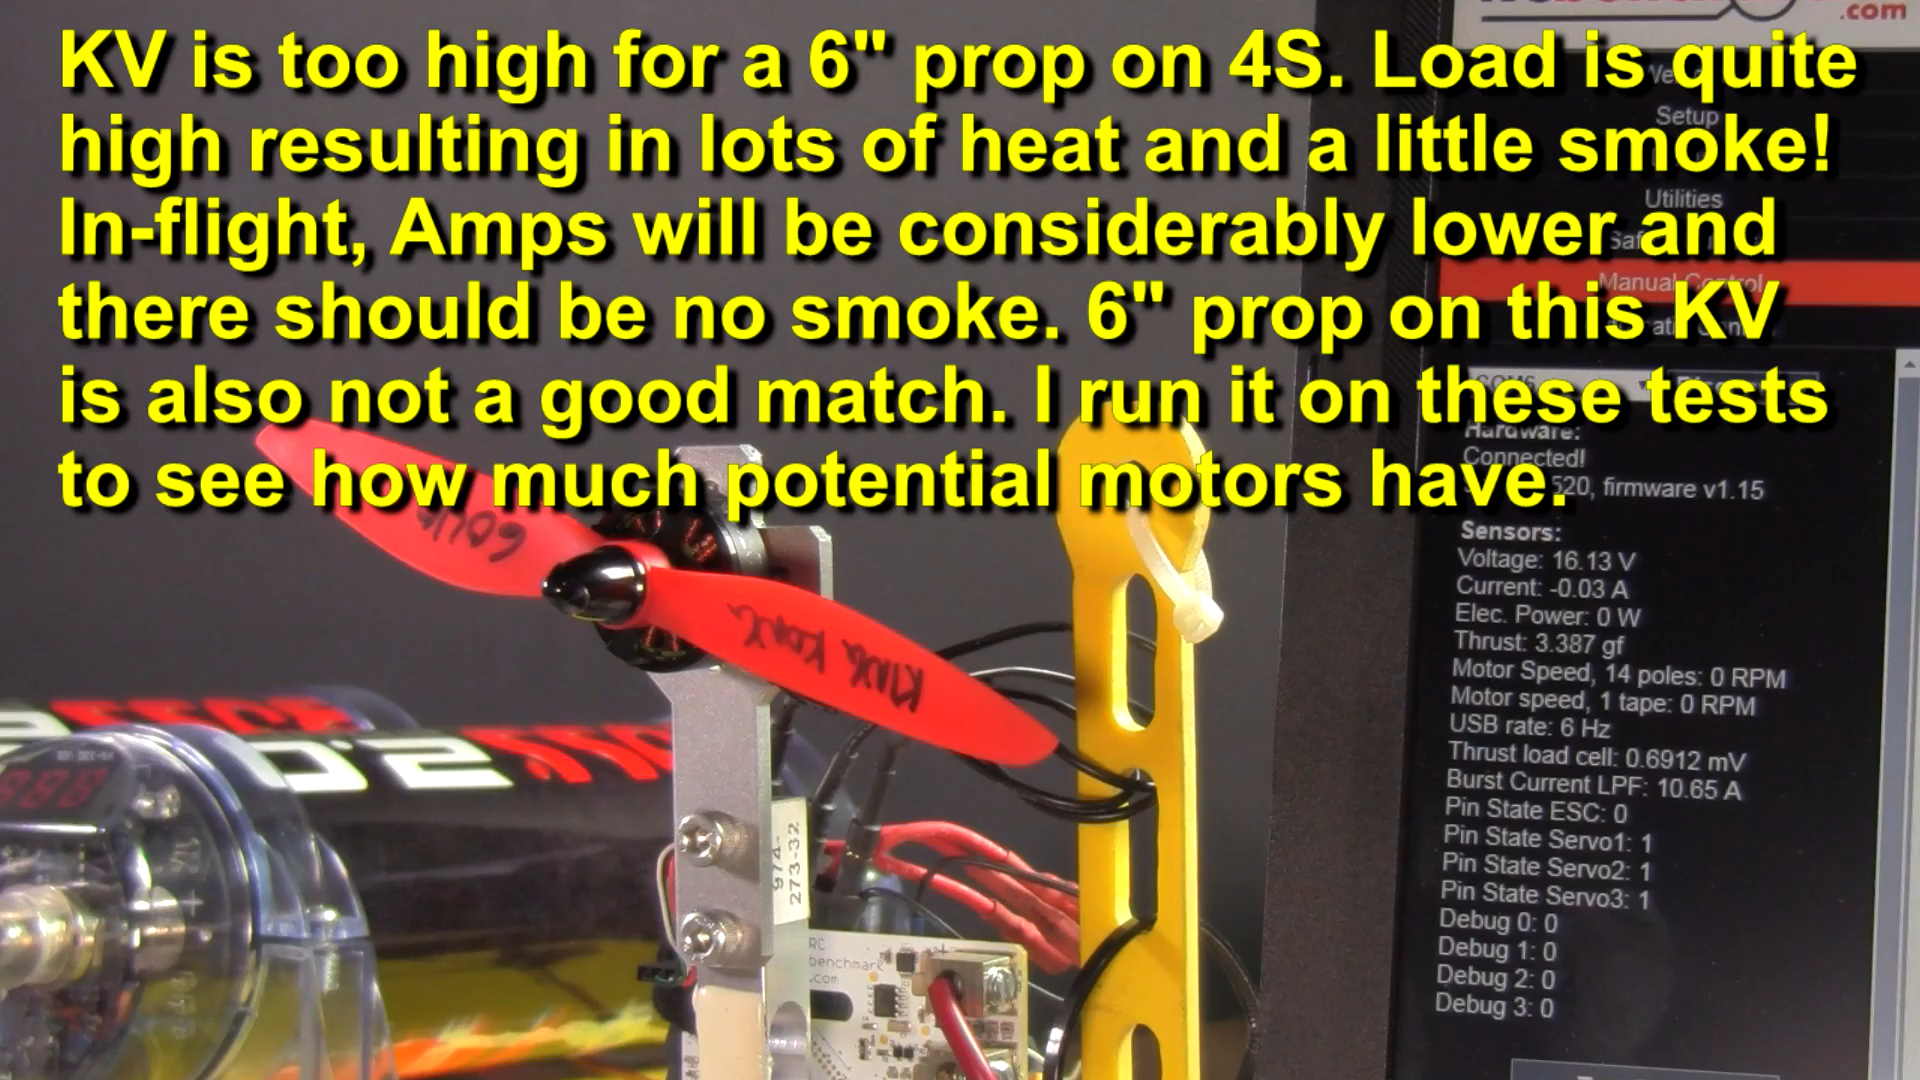 KV is too high for a 6" prop on 4S. Load is quite
high resulting in lots of heat and a little smoke!
In-flight, Amps will be considerably lower and
there should be no smoke. 6" prop on this KV
is also not a good match. I run it on these tests
to see how much potential motors have.
.com
Setup
Utilities
Manual Control
Hardware:
Connected!
520, firmware v1.15
Sensors:
Voltage: 16.13 V
Current: -0.03 A
Elec. Power: 0 W
Thrust: 3.387 gf
Motor Speed, 14 poles: 0 RPM
Motor speed, 1 tape: 0 RPM
USB rate: 6 Hz
Thrust load cell: 0.6912 mV
Burst Current LPF: 10.65 A
Pin State ESC: 0
Pin State Servo1: 1
Pin State Servo2: 1
Pin State Servo3: 1
Debug 0: 0
Debug 1: 0
Debug 2: 0
Debug 3: 0
6040
KING KONG
974-
273-32
RC
benchmark
.com